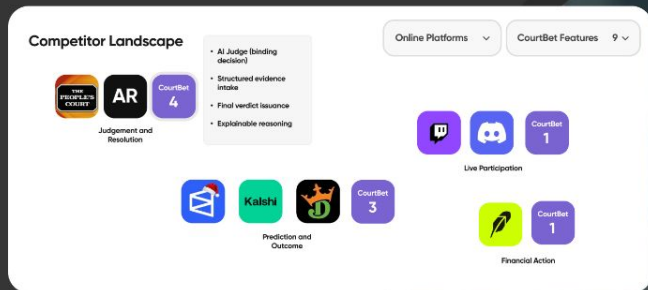 Competitor Landscape
Online Platforms
CourtBet Features 9
• AI Judge (binding
decision)
• Structured evidence
intake
• Final verdict issuance
• Explainable reasoning
THE
PEOPLE'S
COURT
AR
CourtBet
4
Judgement and
Resolution
CourtBet
1
Live Participation
Kalshi
CourtBet
3
Prediction and
Outcome
CourtBet
1
Financial Action